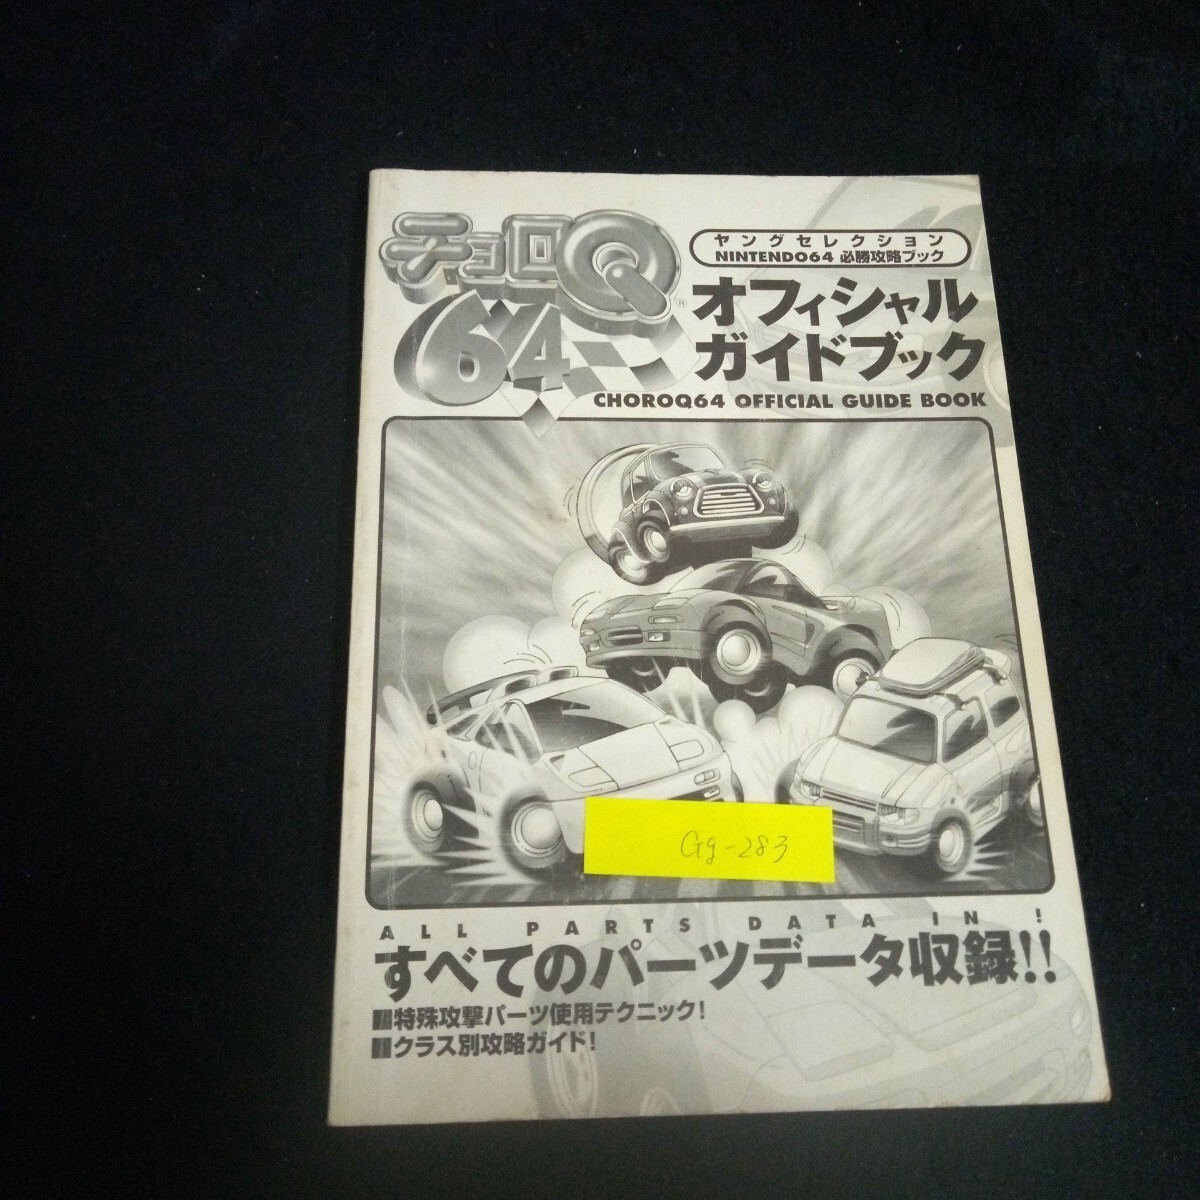 チョロQ
64
®
ヤングセレクション
NINTENDO64 必勝攻略ブック
オフィシャル
ガイドブック
CHOROQ64 OFFICIAL GUIDE BOOK
Gg-283
ALL PARTS DATA IN !
すべてのパーツデータ収録!!
特殊攻撃パーツ使用テクニック!
クラス別攻略ガイド!